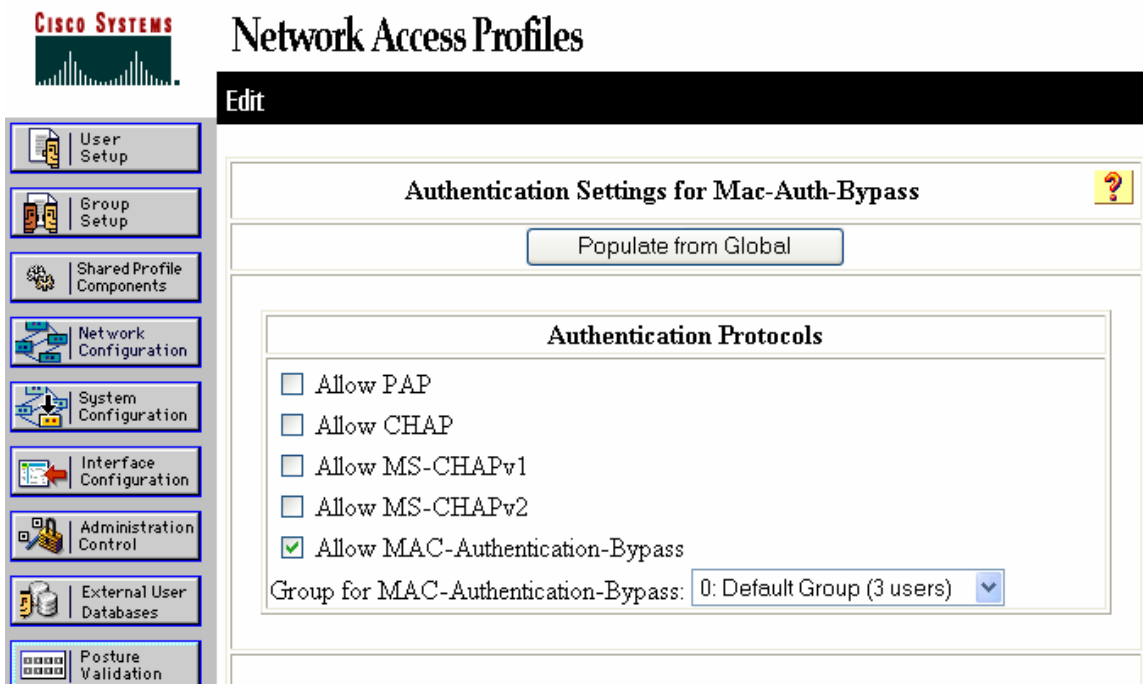 CISCO SYSTEMS
Network Access Profiles
Edit
User
Setup
Group
Setup
Shared Profile
Components
Network
Configuration
System
Configuration
Interface
Configuration
Administration
Control
External User
Databases
Posture
Validation
Authentication Settings for Mac-Auth-Bypass
?
Populate from Global
Authentication Protocols
Allow PAP
Allow CHAP
Allow MS-CHAPv1
Allow MS-CHAPv2
Allow MAC-Authentication-Bypass
Group for MAC-Authentication-Bypass: 0: Default Group (3 users)